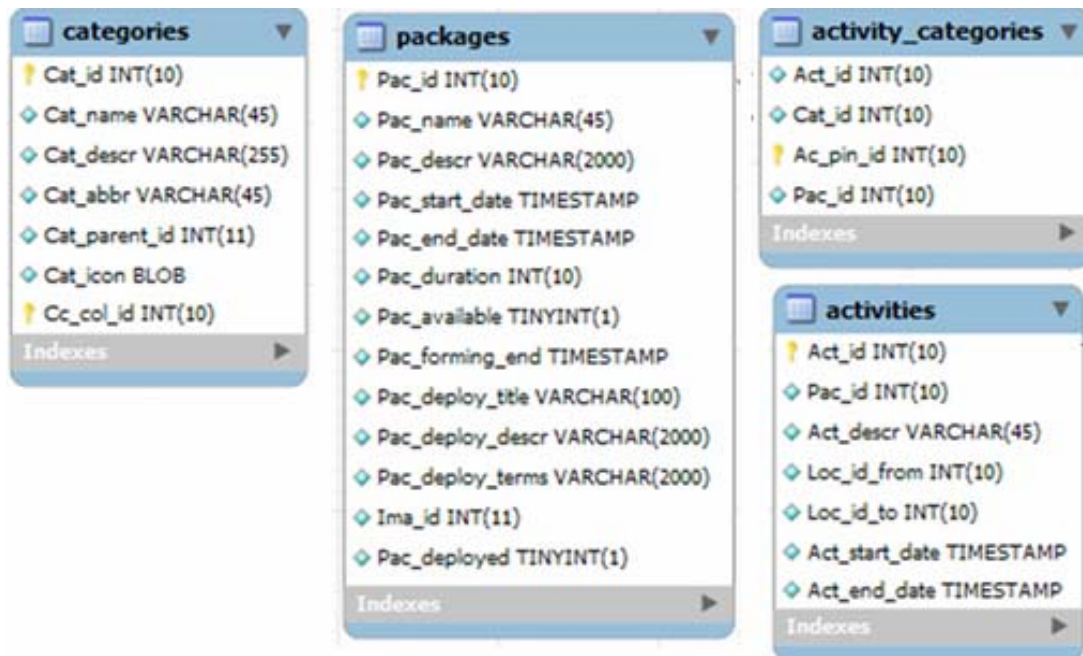 categories
Cat_id INT(10)
Cat_name VARCHAR(45)
Cat_descr VARCHAR(255)
Cat_abbr VARCHAR(45)
Cat_parent_id INT(11)
Cat_icon BLOB
Cc_col_id INT(10)
Indexes
packages
Pac_id INT(10)
Pac_name VARCHAR(45)
Pac_descr VARCHAR(2000)
Pac_start_date TIMESTAMP
Pac_end_date TIMESTAMP
Pac_duration INT(10)
Pac_available TINYINT(1)
Pac_forming_end TIMESTAMP
Pac_deploy_title VARCHAR(100)
Pac_deploy_descr VARCHAR(2000)
Pac_deploy_terms VARCHAR(2000)
Ima_id INT(11)
Pac_deployed TINYINT(1)
Indexes
activity_categories
Act_id INT(10)
Cat_id INT(10)
Ac_pin_id INT(10)
Pac_id INT(10)
Indexes
activities
Act_id INT(10)
Pac_id INT(10)
Act_descr VARCHAR(45)
Loc_id_from INT(10)
Loc_id_to INT(10)
Act_start_date TIMESTAMP
Act_end_date TIMESTAMP
Indexes